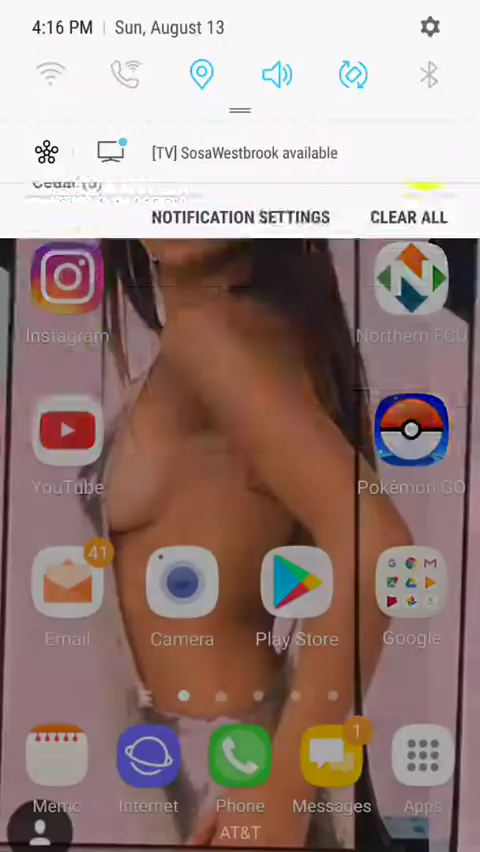 4:16 PM | Sun, August 13
[TV] SosaWestbrook available
NOTIFICATION SETTINGS CLEAR ALL
Instagram Northern FCU
YouTube Pokémon GO
41
Email Camera Play Store Google
1
Memo Internet Phone Messages Apps
AT&T